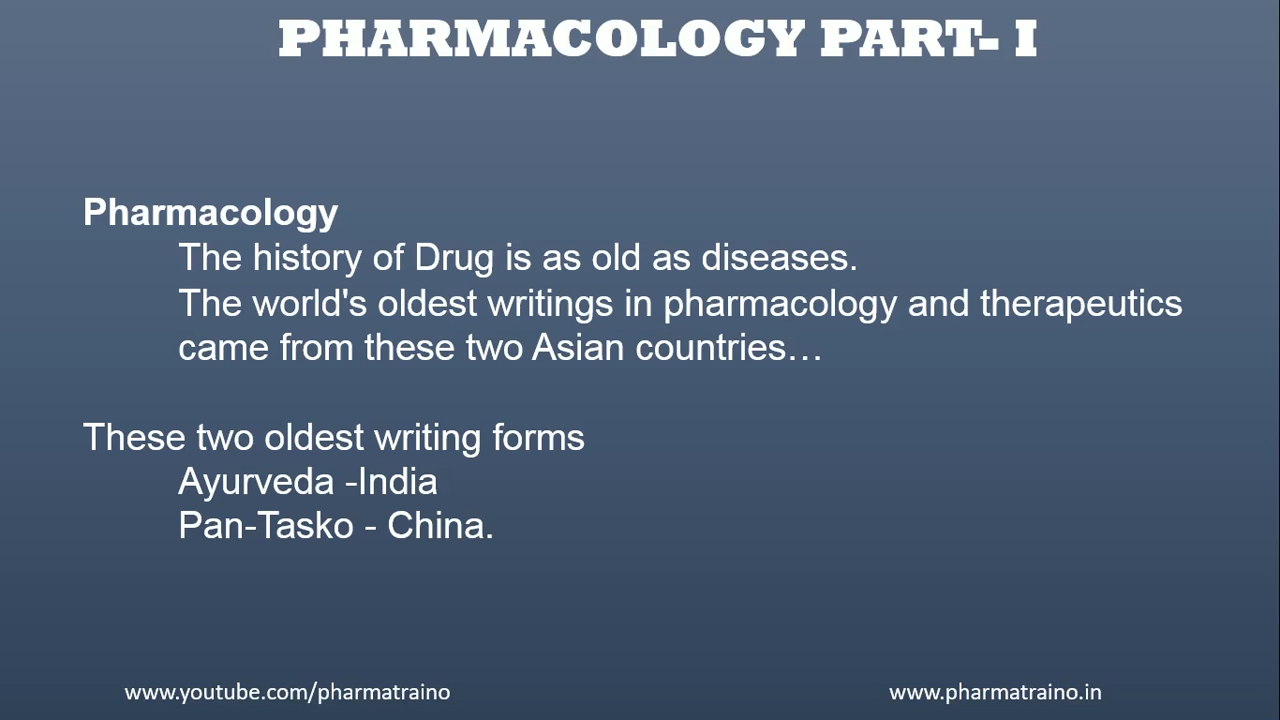 PHARMACOLOGY PART- I
Pharmacology
The history of Drug is as old as diseases.
The world's oldest writings in pharmacology and therapeutics
came from these two Asian countries…
These two oldest writing forms
Ayurveda -India
Pan-Tasko - China.
www.youtube.com/pharmatraino
www.pharmatraino.in